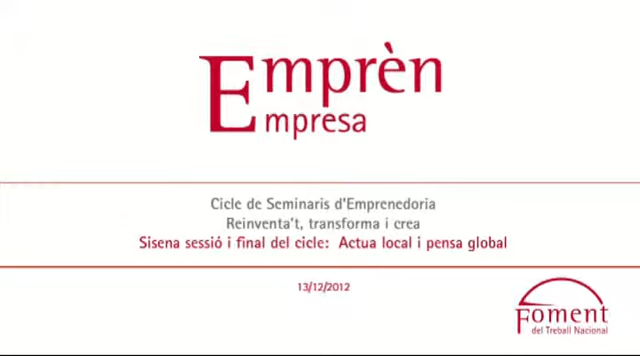 Emprèn
Empresa
Cicle de Seminaris d'Emprenedoria
Reinventa't, transforma i crea
Sisena sessió i final del cicle: Actua local i pensa global
13/12/2012
Foment
del Treball Nacional